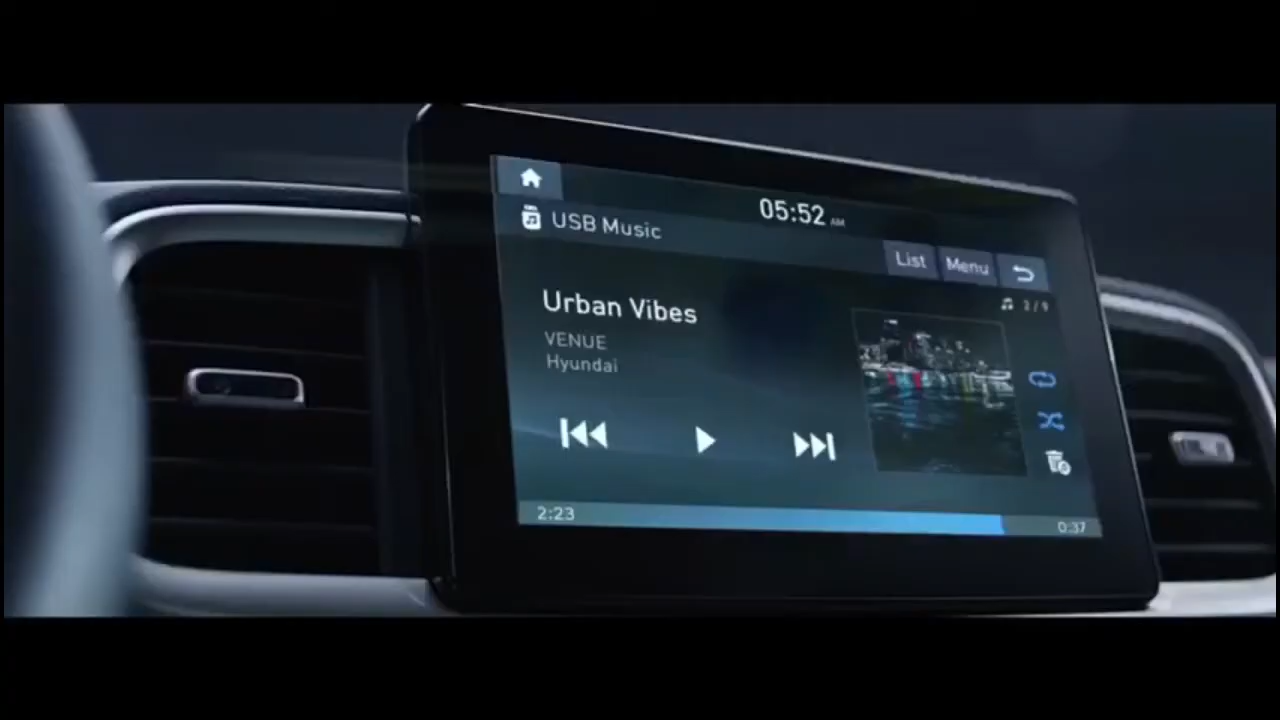 05:52 AM
USB Music
List Menu
2/9
Urban Vibes
VENUE
Hyundai
2:23
0:37